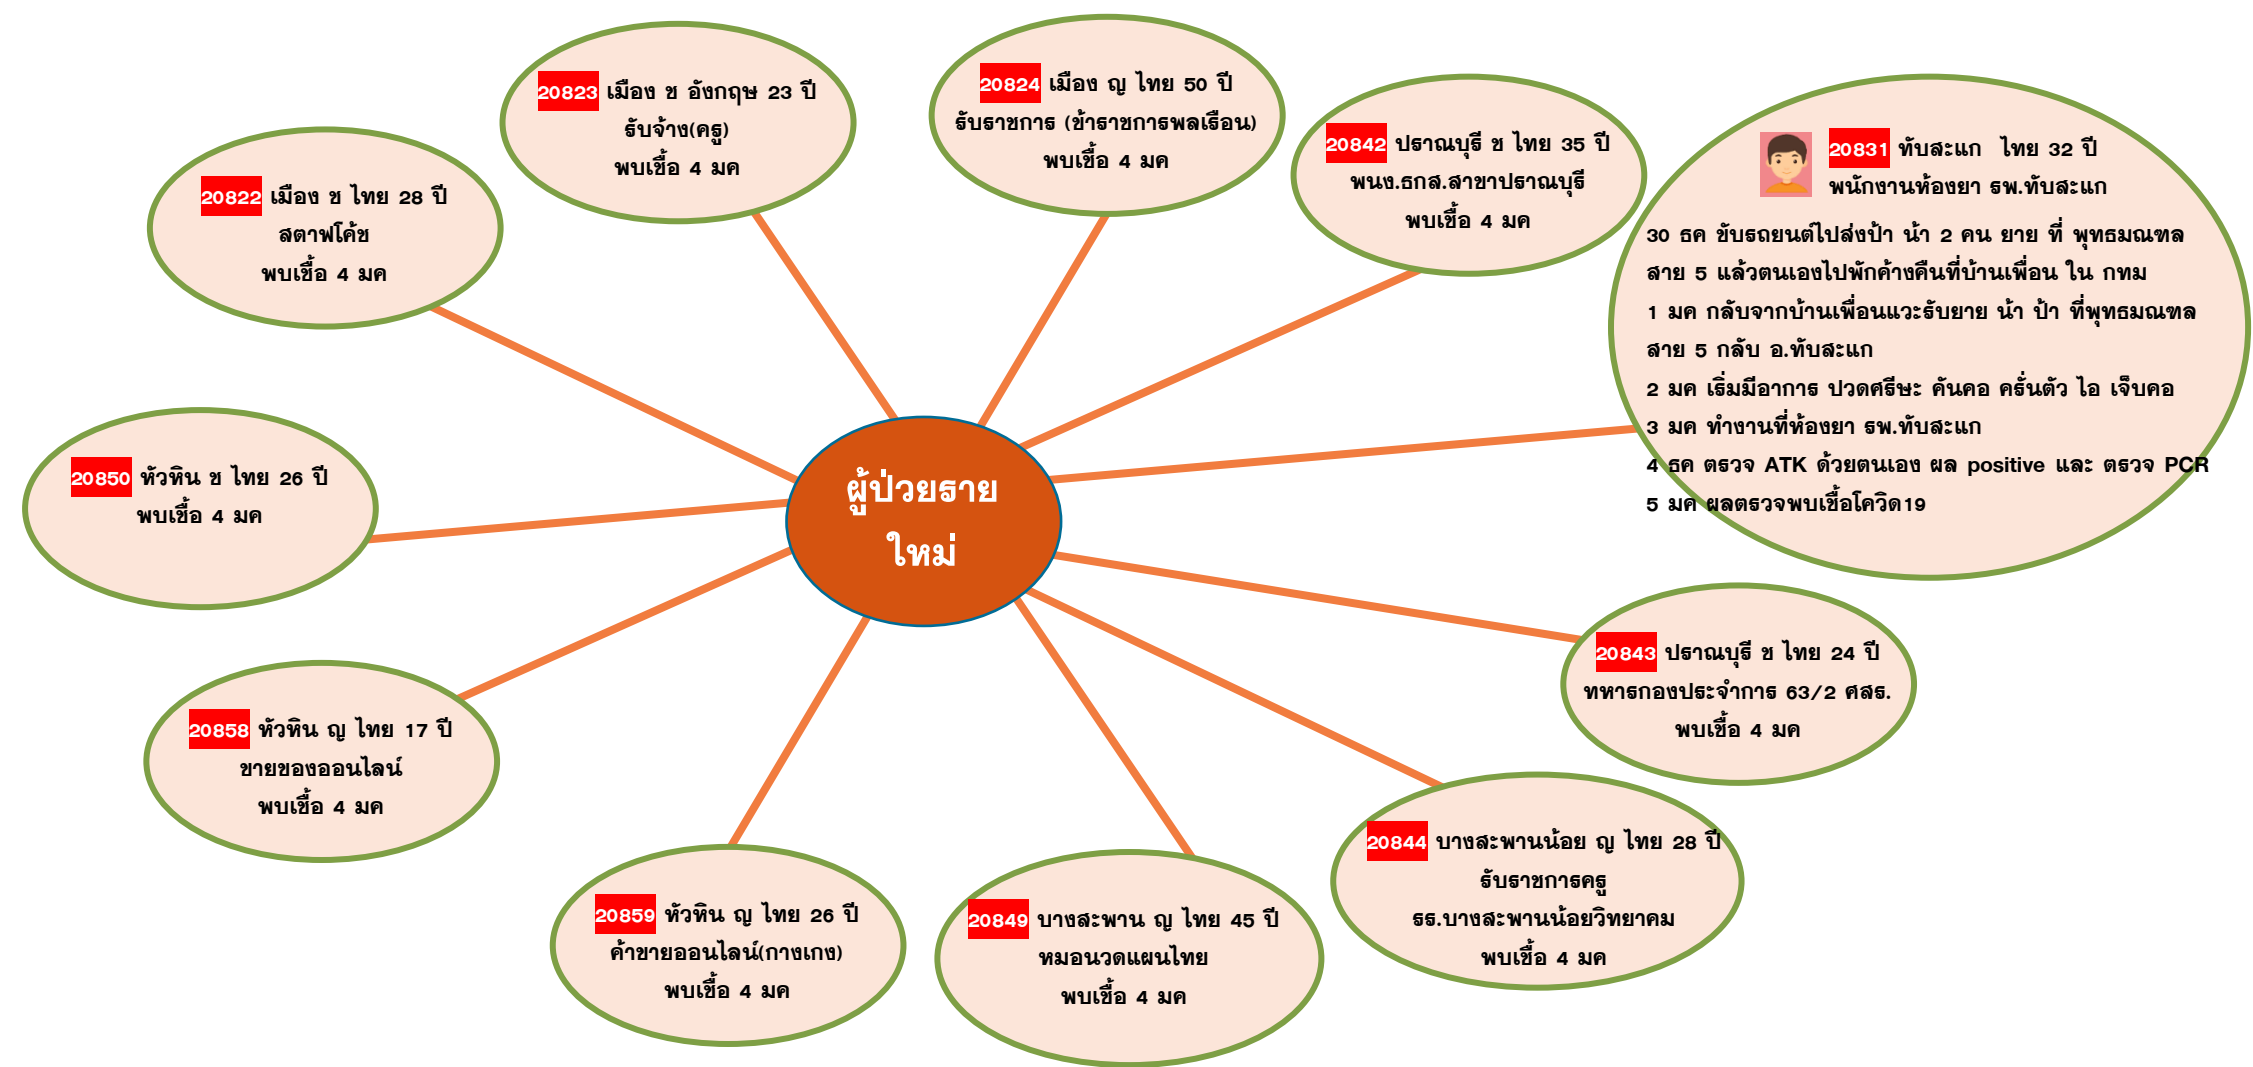 20823 เมือง ช อังกฤษ 23 ปี
รับจ้าง(ครู)
พบเชื้อ 4 มค
20824 เมือง ญ ไทย 50 ปี
รับราชการ (ข้าราชการพลเรือน)
พบเชื้อ 4 มค
20842 ปราณบุรี ช ไทย 35 ปี
พนง.ธกส.สาขาปราณบุรี
พบเชื้อ 4 มค
20831 ทับสะแก ไทย 32 ปี
พนักงานห้องยา รพ.ทับสะแก
30 ธค ขับรถยนต์ไปส่งป้า น้า 2 คน ยาย ที่ พุทธมณฑล
สาย 5 แล้วตนเองไปพักค้างคืนที่บ้านเพื่อน ใน กทม
1 มค กลับจากบ้านเพื่อนแวะรับยาย น้า ป้า ที่พุทธมณฑล
สาย 5 กลับ อ.ทับสะแก
2 มค เริ่มมีอาการ ปวดศรีษะ คันคอ ครั่นตัว ไอ เจ็บคอ
3 มค ทำงานที่ห้องยา รพ.ทับสะแก
4 ธค ตรวจ ATK ด้วยตนเอง ผล positive และ ตรวจ PCR
5 มค ผลตรวจพบเชื้อโควิด19
20822 เมือง ช ไทย 28 ปี
สตาฟโค้ช
พบเชื้อ 4 มค
20850 หัวหิน ช ไทย 26 ปี
พบเชื้อ 4 มค
ผู้ป่วยราย
ใหม่
20843 ปราณบุรี ช ไทย 24 ปี
ทหารกองประจำการ 63/2 ศสร.
พบเชื้อ 4 มค
20858 หัวหิน ญ ไทย 17 ปี
ขายของออนไลน์
พบเชื้อ 4 มค
20844 บางสะพานน้อย ญ ไทย 28 ปี
รับราชการครู
รร.บางสะพานน้อยวิทยาคม
พบเชื้อ 4 มค
20859 หัวหิน ญ ไทย 26 ปี
ค้าขายออนไลน์(กางเกง)
พบเชื้อ 4 มค
20849 บางสะพาน ญ ไทย 45 ปี
หมอนวดแผนไทย
พบเชื้อ 4 มค